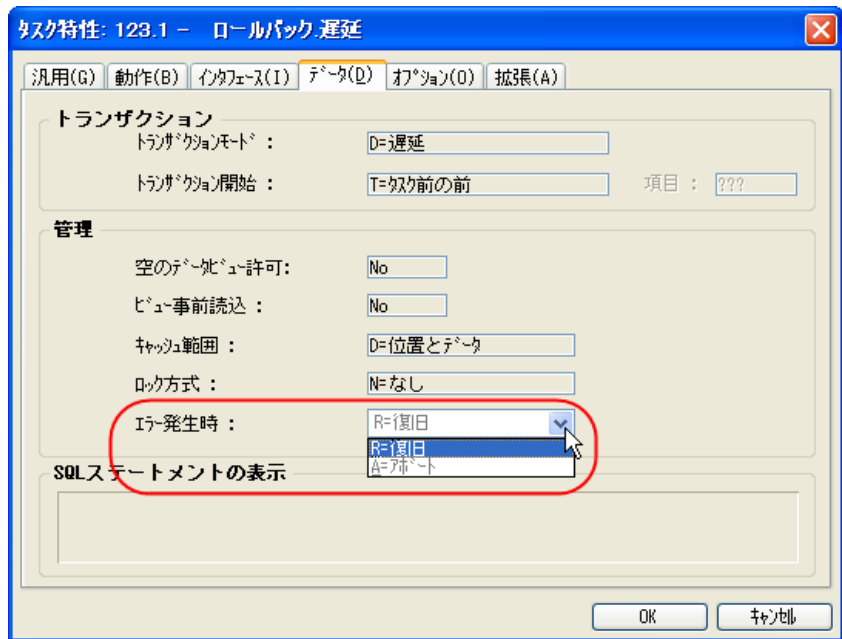 ﾀｽｸ特性: 123.1 - ロールバック.遅延
汎用(G) 動作(B) ｲﾝﾀﾌｪｰｽ(I) ﾃﾞｰﾀ(D) ｵﾌﾟｼｮﾝ(O) 拡張(A)
トランザクション
ﾄﾗﾝｻﾞｸｼｮﾝﾓｰﾄﾞ : D=遅延
ﾄﾗﾝｻﾞｸｼｮﾝ開始 : T=ﾀｽｸ前の前 項目 : ???
管理
空のﾃﾞｰﾀﾋﾞｭｰ許可: No
ﾋﾞｭｰ事前読込 : No
ｷｬｯｼｭ範囲 : D=位置とﾃﾞｰﾀ
ﾛｯｸ方式 : N=なし
ｴﾗｰ発生時 : R=復旧
R=復旧
A=ｱﾎﾞｰﾄ
SQLステートメントの表示
OK ｷｬﾝｾﾙ